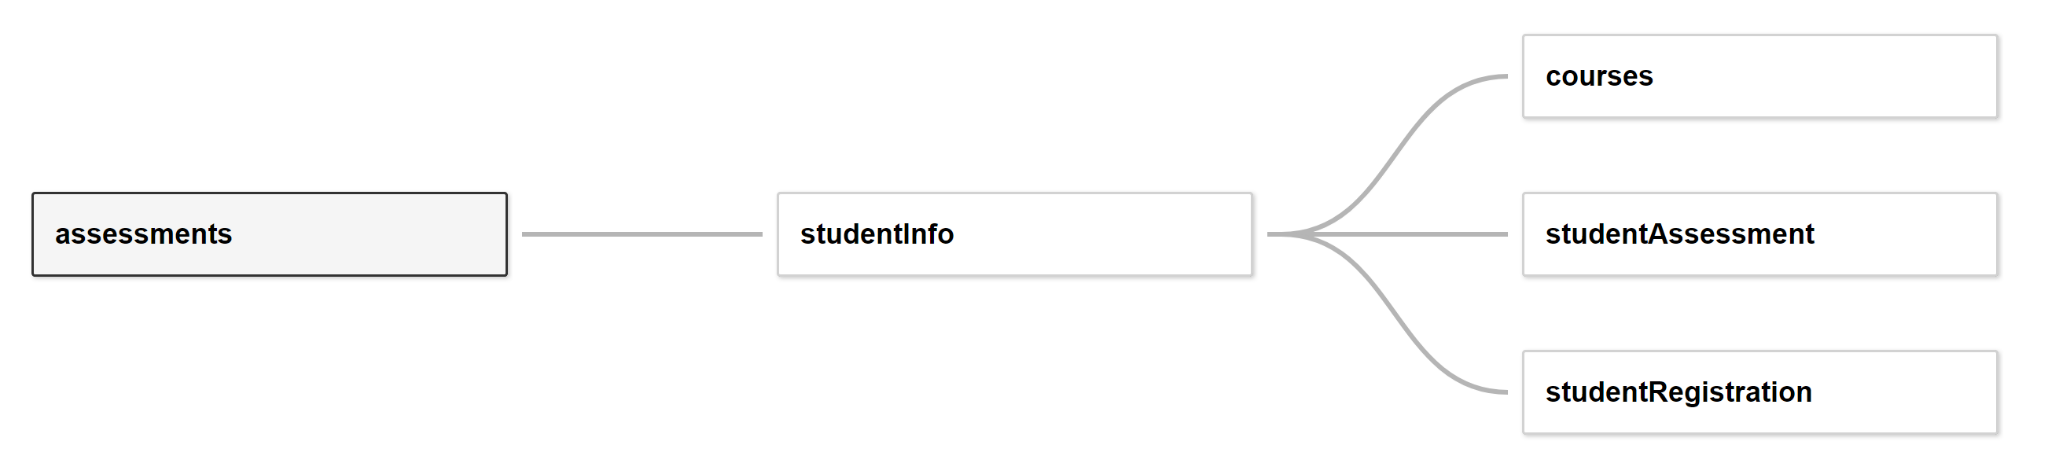 assessments
studentInfo
courses
studentAssessment
studentRegistration